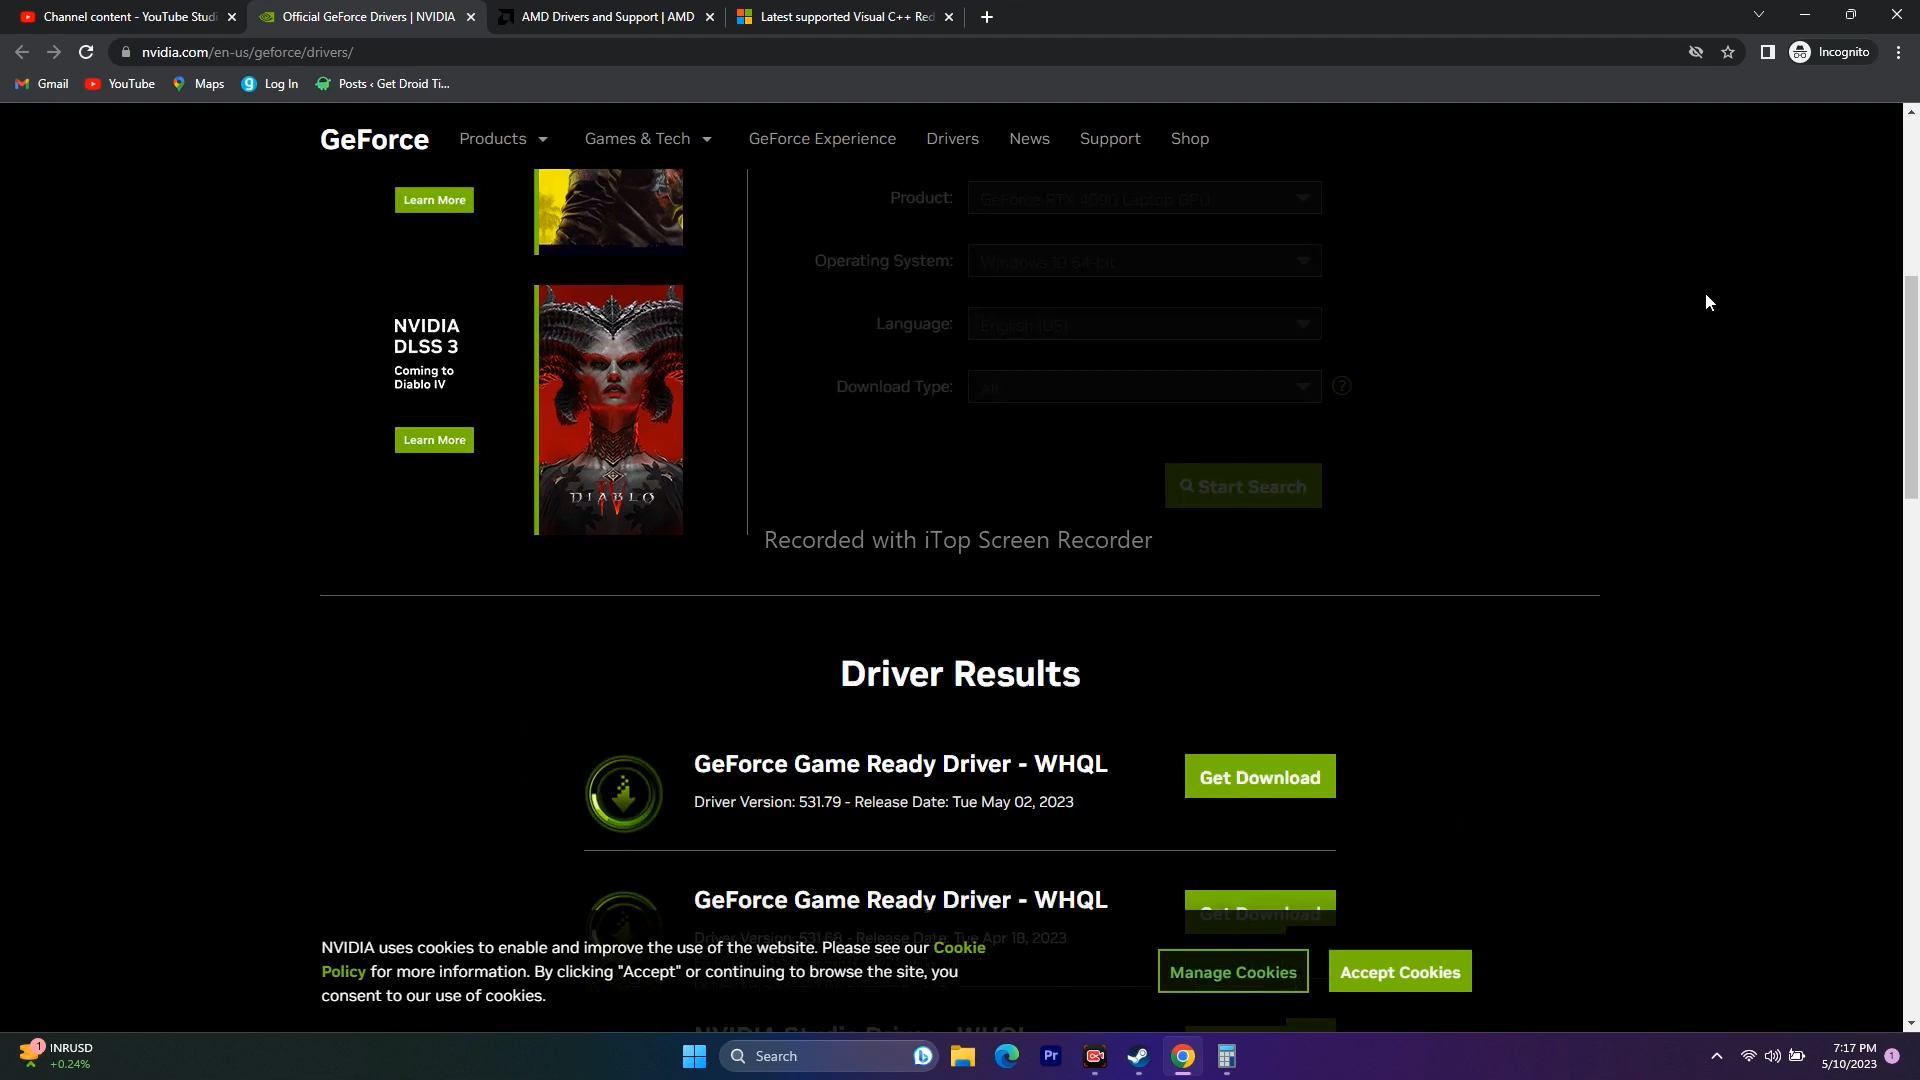 Channel content - YouTube Studi
Official GeForce Drivers | NVIDIA
AMD Drivers and Support | AMD
Latest supported Visual C++ Red
nvidia.com/en-us/geforce/drivers/
Incognito
Gmail
YouTube
Maps
Log In
Posts ‹ Get Droid Ti...
GeForce
Products
Games & Tech
GeForce Experience
Drivers
News
Support
Shop
Learn More
Product:
GeForce RTX 4090 Laptop GPU
Operating System:
Windows 10 64-bit
NVIDIA
DLSS 3
Coming to
Diablo IV
Language:
English (US)
Download Type:
All
?
Learn More
DIABLO
IV
Start Search
Recorded with iTop Screen Recorder
Driver Results
GeForce Game Ready Driver - WHQL
Driver Version: 531.79 - Release Date: Tue May 02, 2023
Get Download
GeForce Game Ready Driver - WHQL
Driver Version: 531.68 - Release Date: Tue Apr 18, 2023
Get Download
NVIDIA uses cookies to enable and improve the use of the website. Please see our Cookie
Policy for more information. By clicking "Accept" or continuing to browse the site, you
consent to our use of cookies.
Manage Cookies
Accept Cookies
NVIDIA Studio Driver - WHQL
1
INRUSD
+0.24%
Search
Pr
7:17 PM
5/10/2023
1